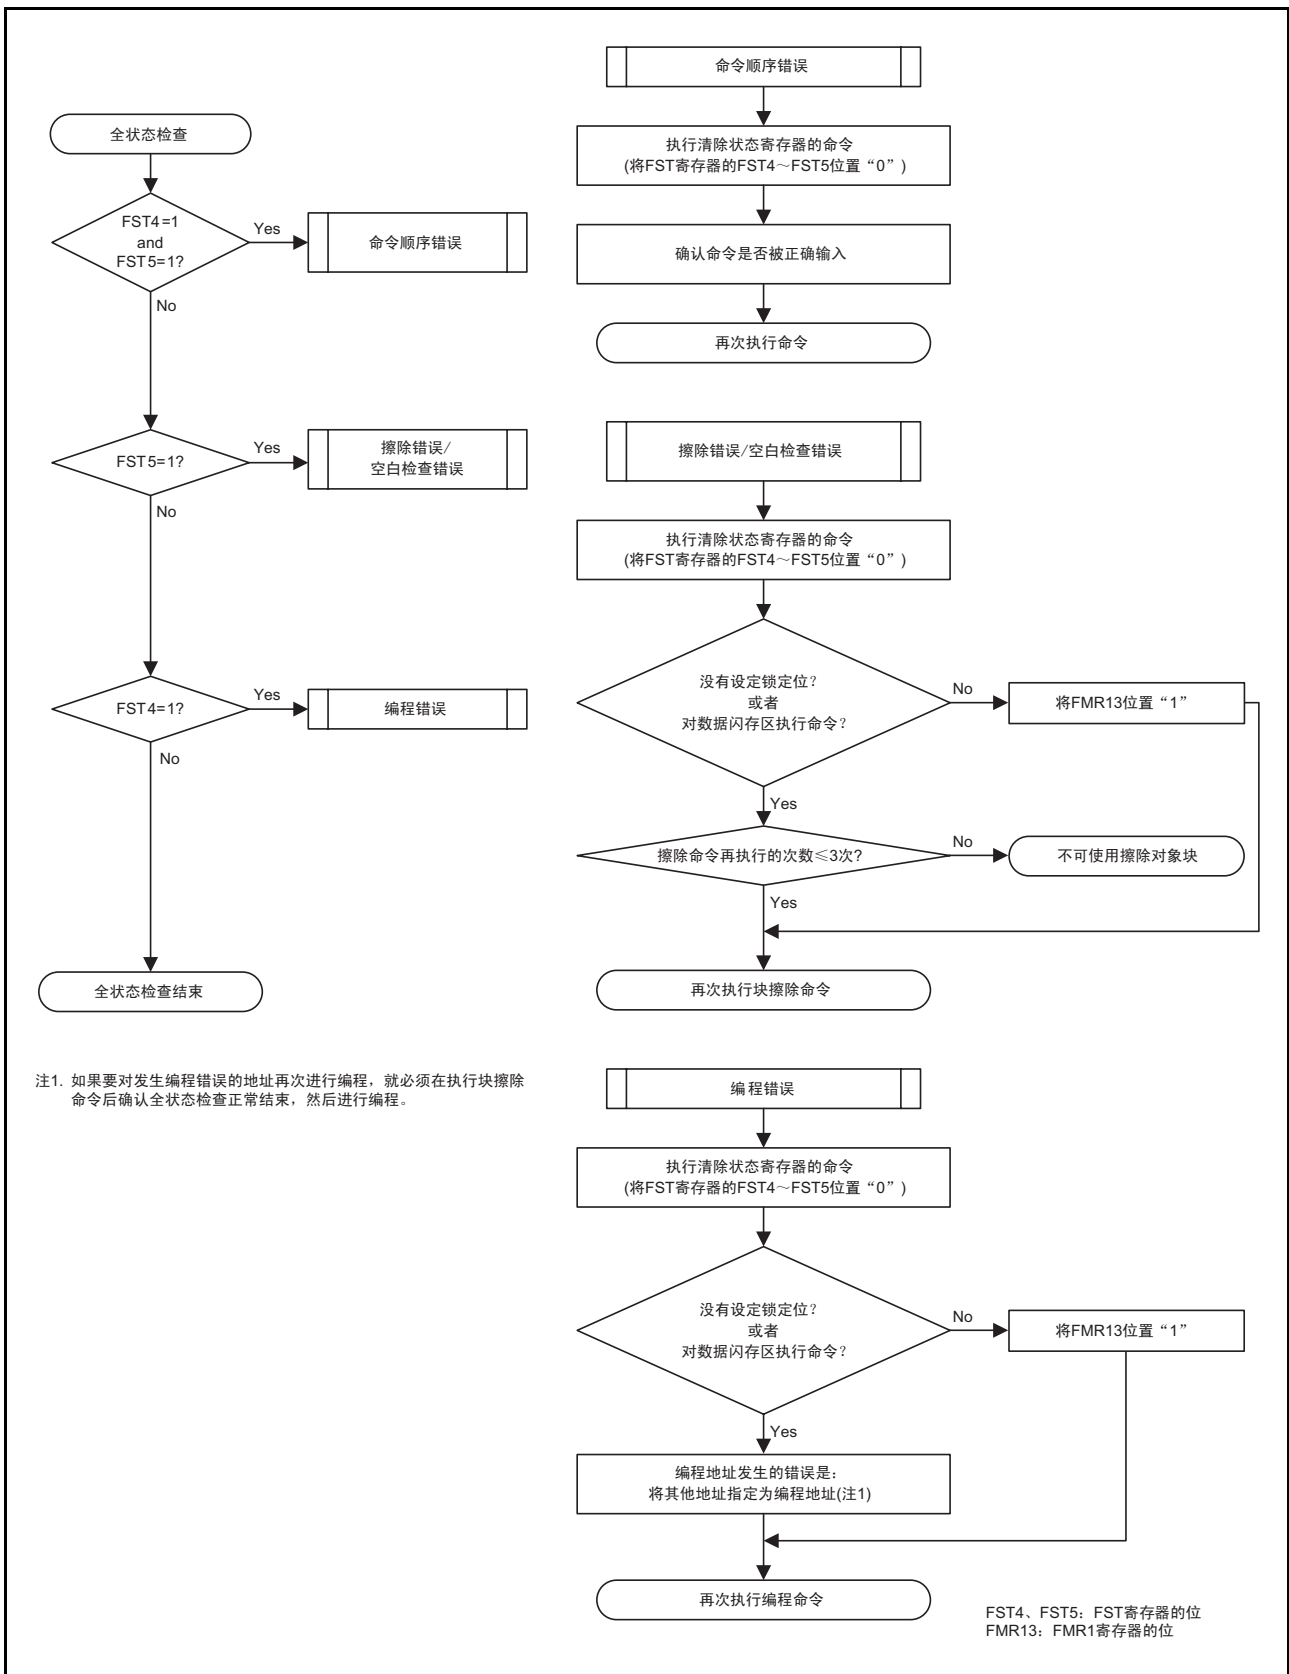 全状态检查
FST4=1
and
FST5=1?
Yes
命令顺序错误
No
FST5=1?
Yes
擦除错误/
空白检查错误
No
FST4=1?
Yes
编程错误
No
全状态检查结束
注1. 如果要对发生编程错误的地址再次进行编程，就必须在执行块擦除
命令后确认全状态检查正常结束，然后进行编程。
命令顺序错误
执行清除状态寄存器的命令
(将FST寄存器的FST4～FST5位置“0”)
确认命令是否被正确输入
再次执行命令
擦除错误/空白检查错误
执行清除状态寄存器的命令
(将FST寄存器的FST4～FST5位置“0”)
没有设定锁定位？
或者
对数据闪存区执行命令？
No
将FMR13位置“1”
Yes
擦除命令再执行的次数≤3次?
No
不可使用擦除对象块
Yes
再次执行块擦除命令
编程错误
执行清除状态寄存器的命令
(将FST寄存器的FST4～FST5位置“0”)
没有设定锁定位？
或者
对数据闪存区执行命令？
No
将FMR13位置“1”
Yes
编程地址发生的错误是：
将其他地址指定为编程地址(注1)
再次执行编程命令
FST4、FST5：FST寄存器的位
FMR13：FMR1寄存器的位